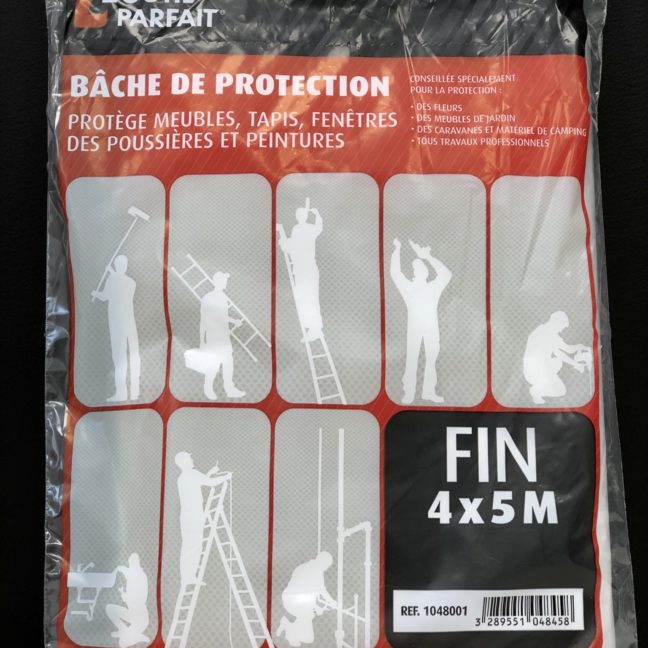 PARFAIT®
BÂCHE DE PROTECTION
PROTÈGE MEUBLES, TAPIS, FENÊTRES
DES POUSSIÈRES ET PEINTURES
CONSEILLÉE SPÉCIALEMENT
POUR LA PROTECTION :
• DES FLEURS
• DES MEUBLES DE JARDIN
• DES CARAVANES ET MATÉRIEL DE CAMPING
• TOUS TRAVAUX PROFESSIONNELS
FIN
4 x 5 M
REF. 1048001
3 289551 048458